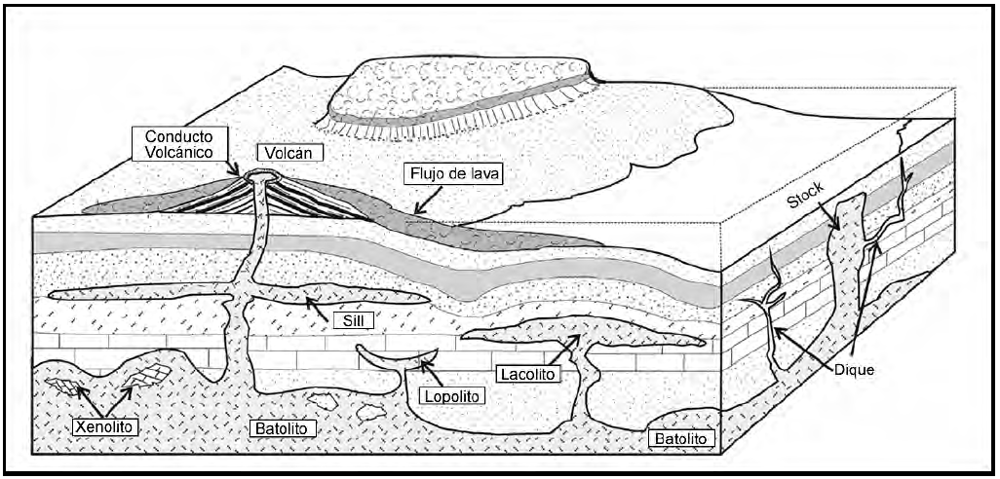 Conducto
Volcánico
Volcán
Flujo de lava
Stock
Sill
Lacolito
Dique
Lopolito
Xenolito
Batolito
Batolito